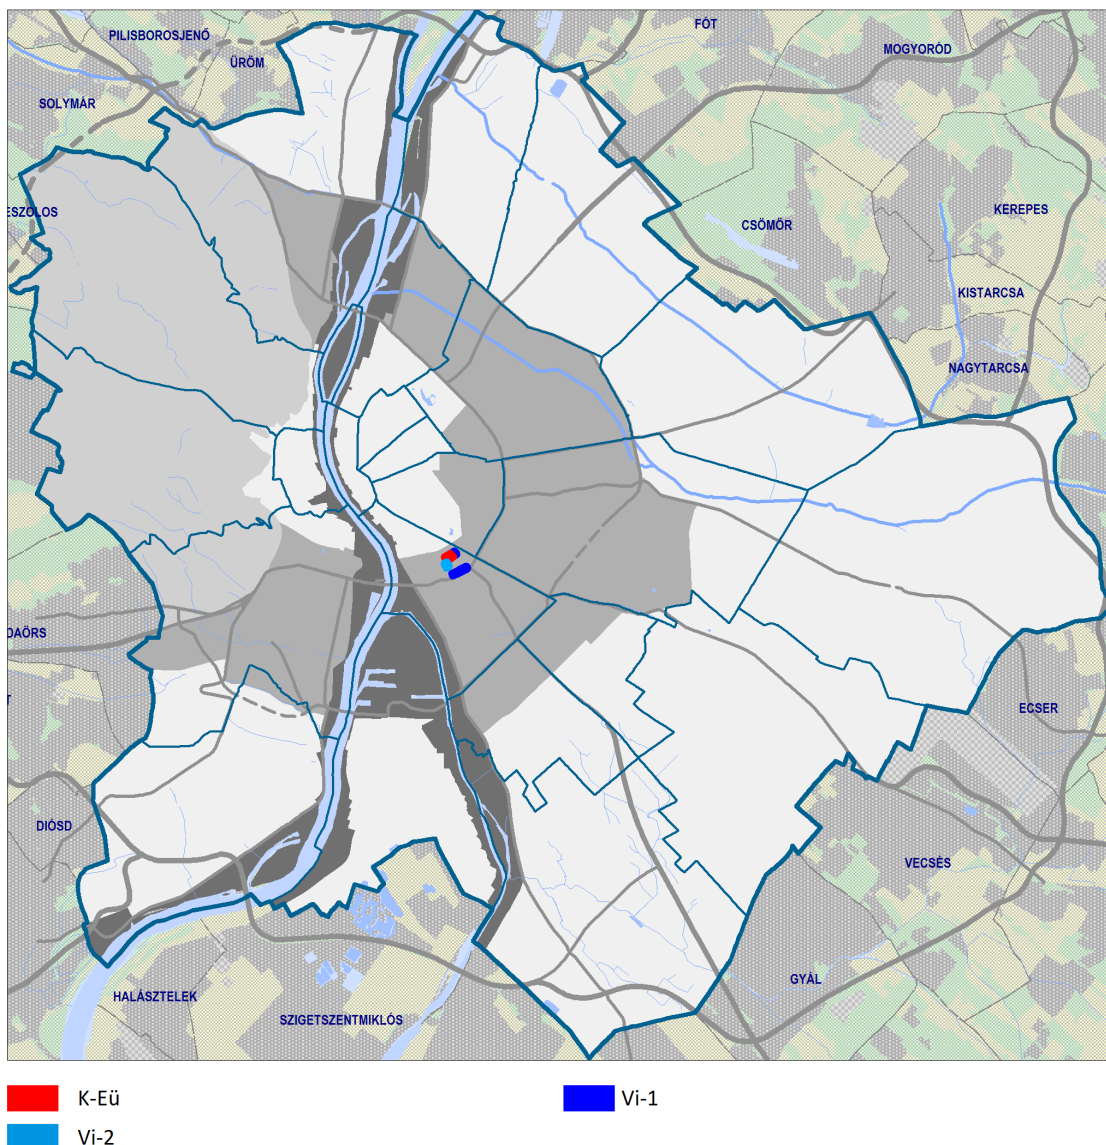 FÓT
PILISBOROSJENŐ
MOGYORÓD
ÜRÖM
SOLYMÁR
ESZÖLOS
KEREPES
CSÖMÖR
KISTARCSA
NAGYTARCSA
DAÖRS
T
ECSER
DIÓSD
VECSÉS
GYÁL
HALÁSZTELEK
SZIGETSZENTMIKLÓS
K-Eü
Vi-1
Vi-2